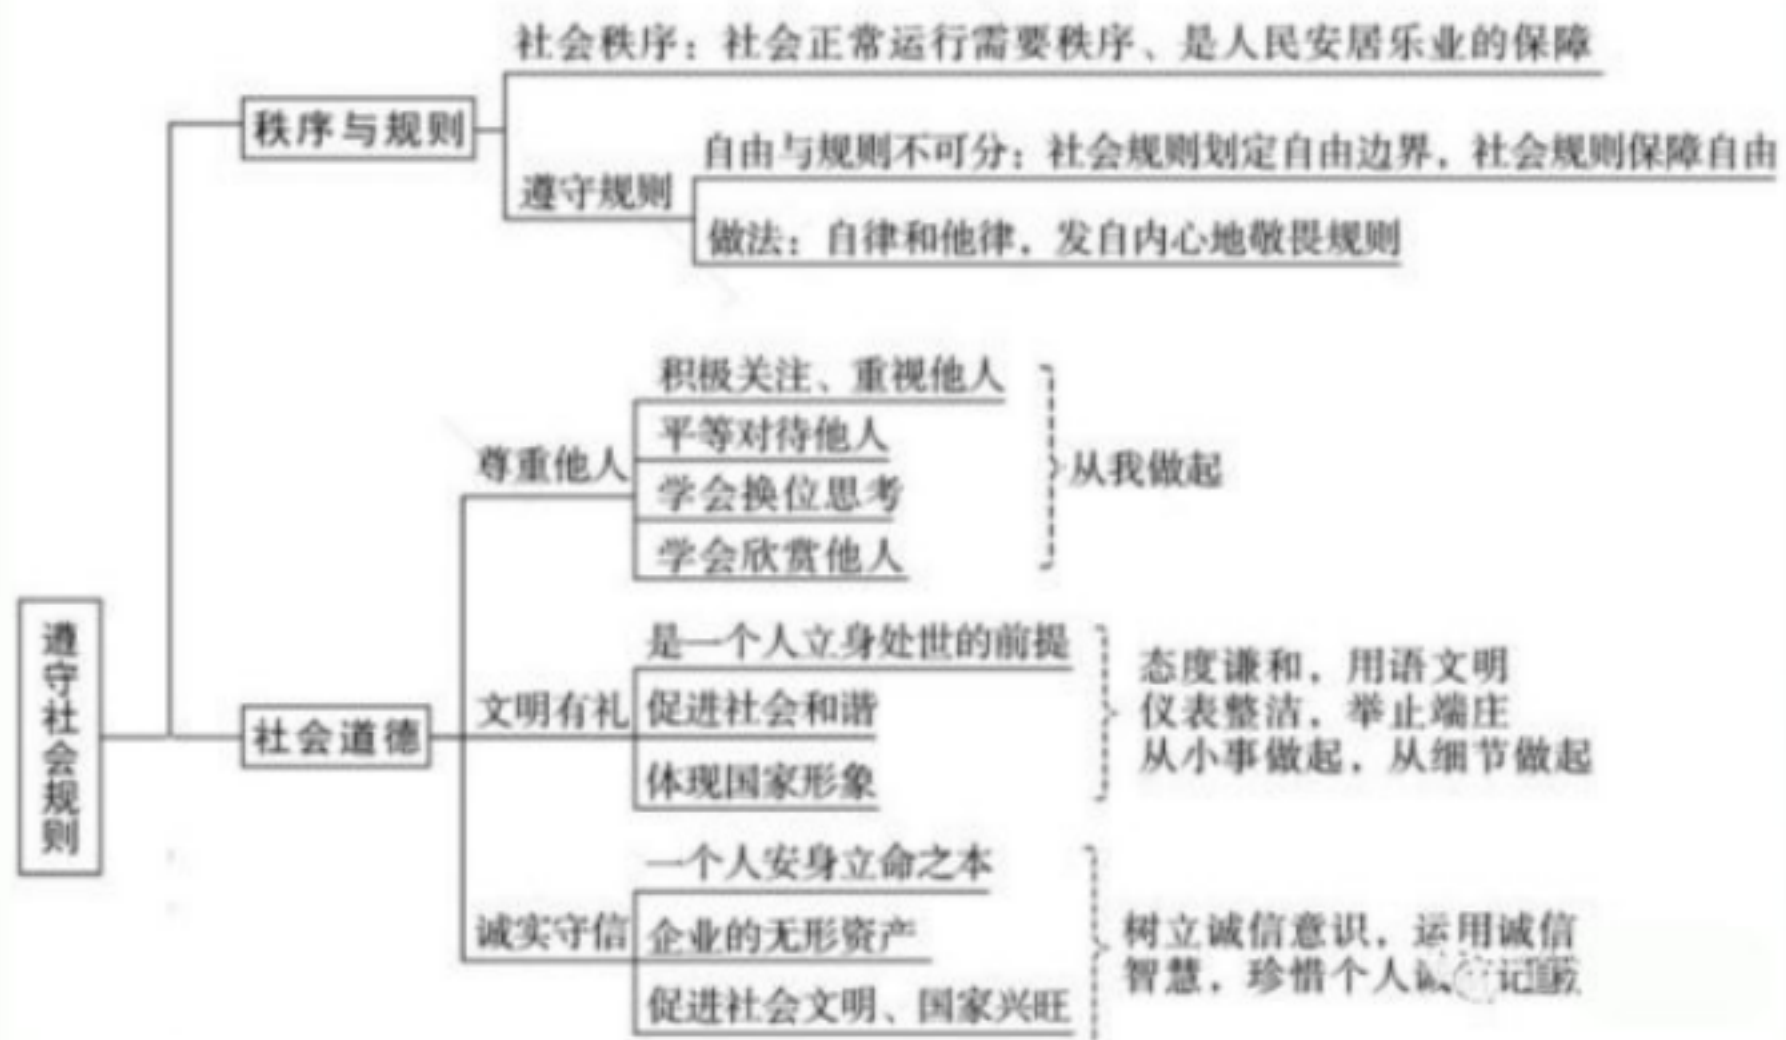 社会秩序：社会正常运行需要秩序、是人民安居乐业的保障
秩序与规则
自由与规则不可分：社会规则划定自由边界，社会规则保障自由
遵守规则
做法：自律和他律，发自内心地敬畏规则
积极关注、重视他人
平等对待他人
尊重他人
从我做起
学会换位思考
学会欣赏他人
遵守社会规则
是一个人立身处世的前提
态度谦和，用语文明
文明有礼
促进社会和谐
仪表整洁，举止端庄
社会道德
从小事做起，从细节做起
体现国家形象
一个人安身立命之本
诚实守信
企业的无形资产
树立诚信意识，运用诚信
智慧，珍惜个人 记
促进社会文明、国家兴旺